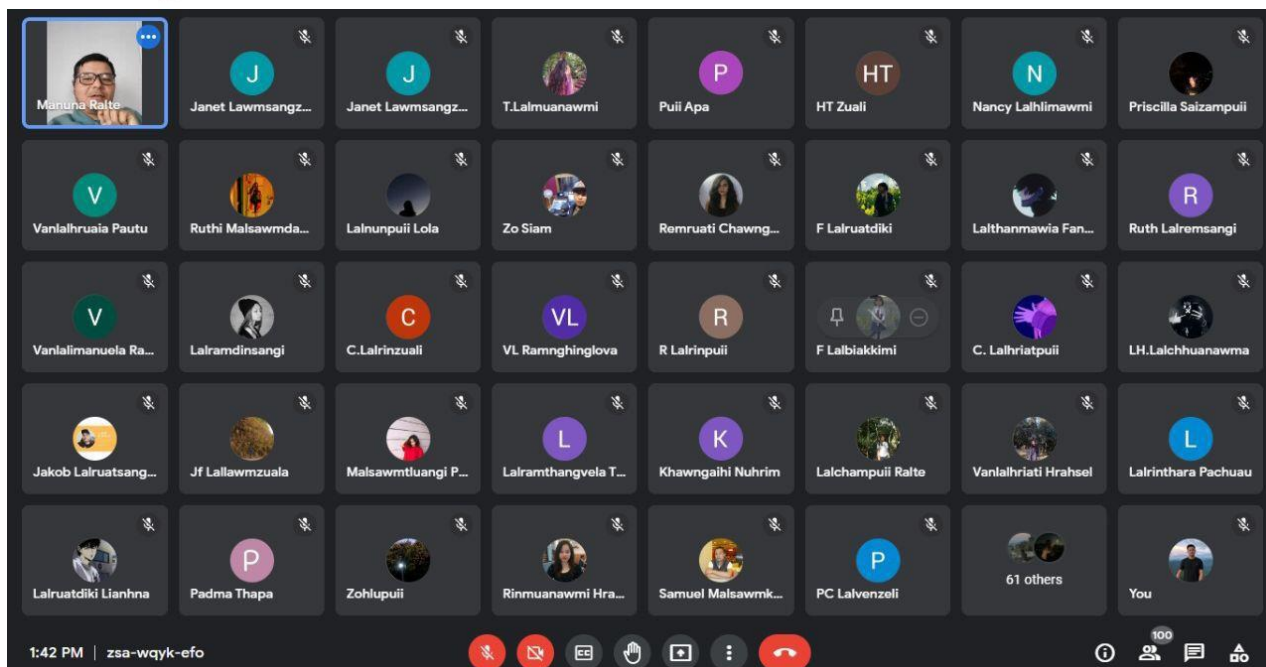 Manuna Ralte
J
Janet Lawmsangz...
J
Janet Lawmsangz...
T.Lalmuanawmi
P
Puii Apa
HT
HT Zuali
N
Nancy Lalhlimawmi
Priscilla Saizampuii
V
Vanlalhruaia Pautu
Ruthi Malsawmda...
Lalnunpuii Lola
Zo Siam
Remruati Chawng...
F Lalruatdiki
Lalthanmawia Fan...
R
Ruth Lalremsangi
V
Vanlalimanuela Ra...
Lalramdinsangi
C
C.Lalrinzuali
VL
VL Ramnghinglova
R
R Lalrinpuii
F Lalbiakkimi
C. Lalhriatpuii
LH.Lalchhuanawma
Jakob Lalruatsang...
Jf Lallawmzuala
Malsawmtluangi P...
L
Lalramthangvela T...
K
Khawngaihi Nuhrim
Lalchampuii Ralte
Vanlalhriati Hrahsel
L
Lalrinthara Pachuau
Lalruatdiki Lianhna
P
Padma Thapa
Zohlupuii
Rinmuanawmi Hra...
Samuel Malsawmk...
P
PC Lalvenzeli
61 others
You
1:42 PM | zsa-wqyk-efo
CC
100